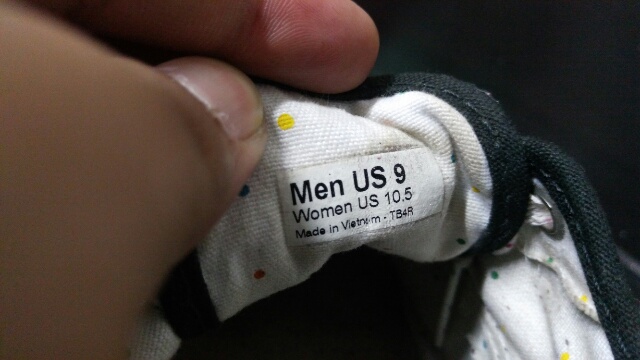 Men US 9
Women US 10.5
Made in Vietnam - TB4R